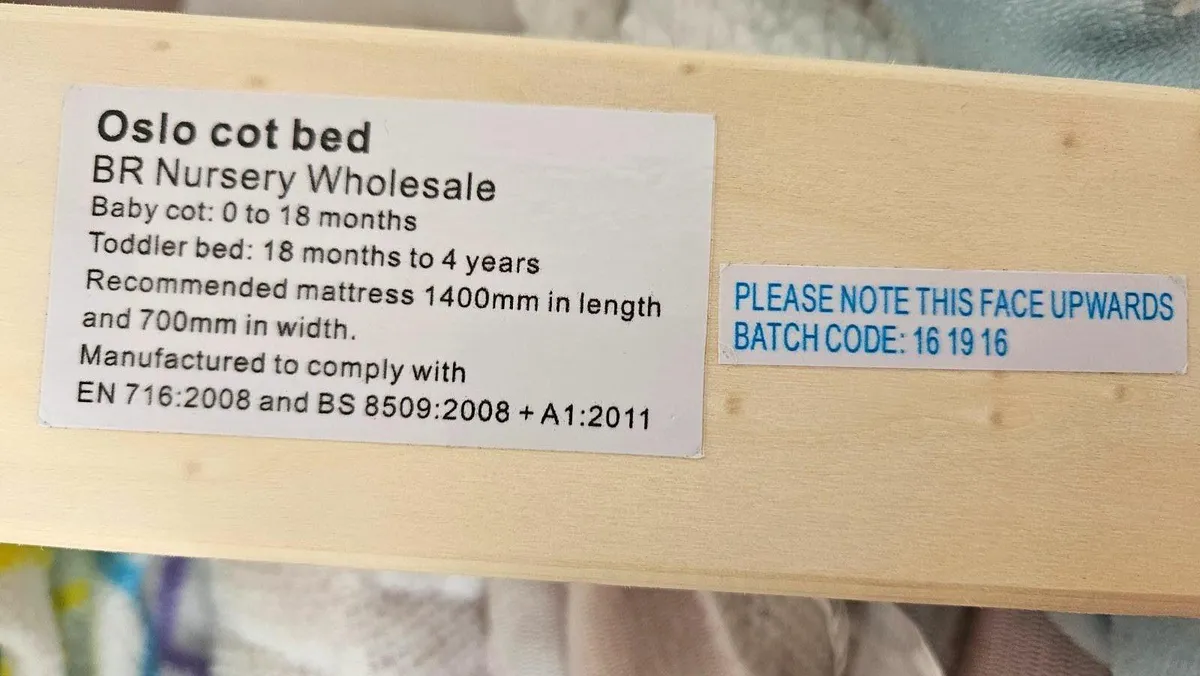 Oslo cot bed
BR Nursery Wholesale
Baby cot: 0 to 18 months
Toddler bed: 18 months to 4 years
Recommended mattress 1400mm in length
and 700mm in width.
Manufactured to comply with
EN 716:2008 and BS 8509:2008 + A1:2011
PLEASE NOTE THIS FACE UPWARDS
BATCH CODE: 16 19 16